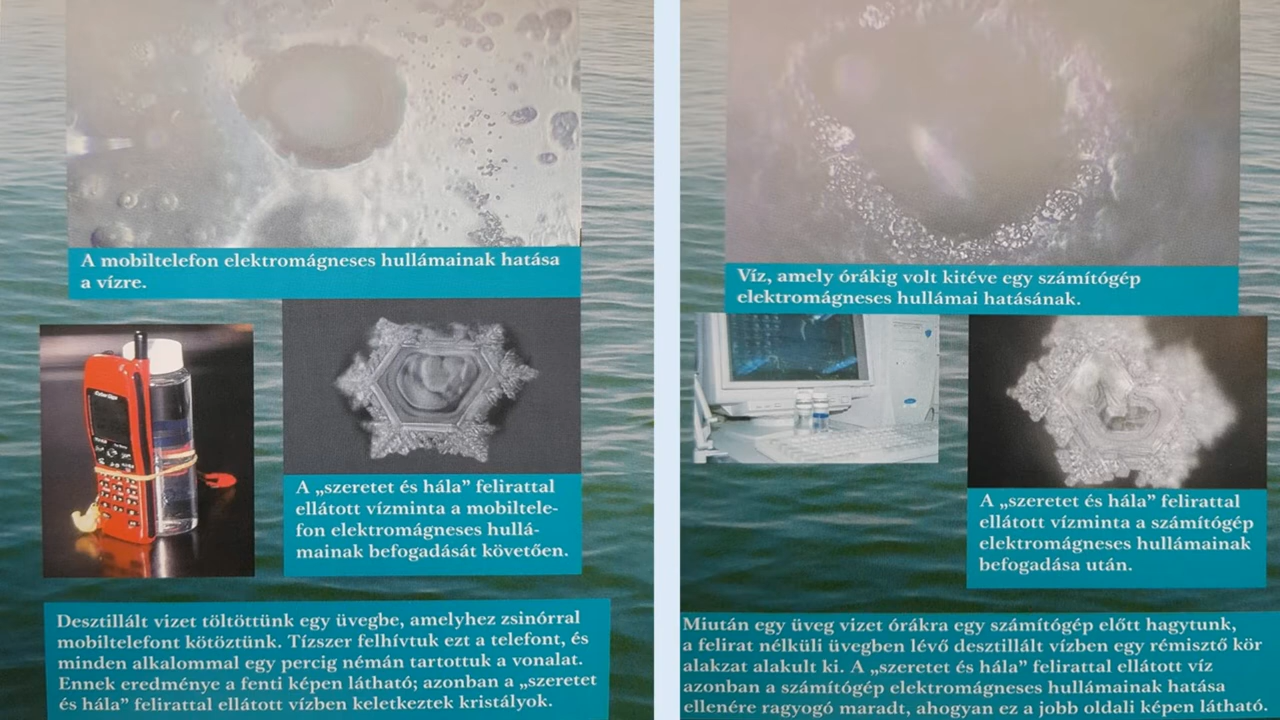 A mobiltelefon elektromágneses hullámainak hatása
a vízre.
A „szeretet és hála” felirattal
ellátott vízminta a mobiltele-
fon elektromágneses hullá-
mainak befogadását követően.
Desztillált vizet töltöttünk egy üvegbe, amelyhez zsinórral
mobiltelefont kötöztünk. Tízszer felhívtuk ezt a telefont, és
minden alkalommal egy percig némán tartottuk a vonalat.
Ennek eredménye a fenti képen látható; azonban a „szeretet
és hála” felirattal ellátott vízben keletkeztek kristályok.
Víz, amely órákig volt kitéve egy számítógép
elektromágneses hullámai hatásának.
A „szeretet és hála” felirattal
ellátott vízminta a számítógép
elektromágneses hullámainak
befogadása után.
Miután egy üveg vizet órákra egy számítógép előtt hagytunk,
a felirat nélküli üvegben lévő desztillált vízben egy rémisztő kör
alakzat alakult ki. A „szeretet és hála” felirattal ellátott víz
azonban a számítógép elektromágneses hullámainak hatása
ellenére ragyogó maradt, ahogyan ez a jobb oldali képen látható.